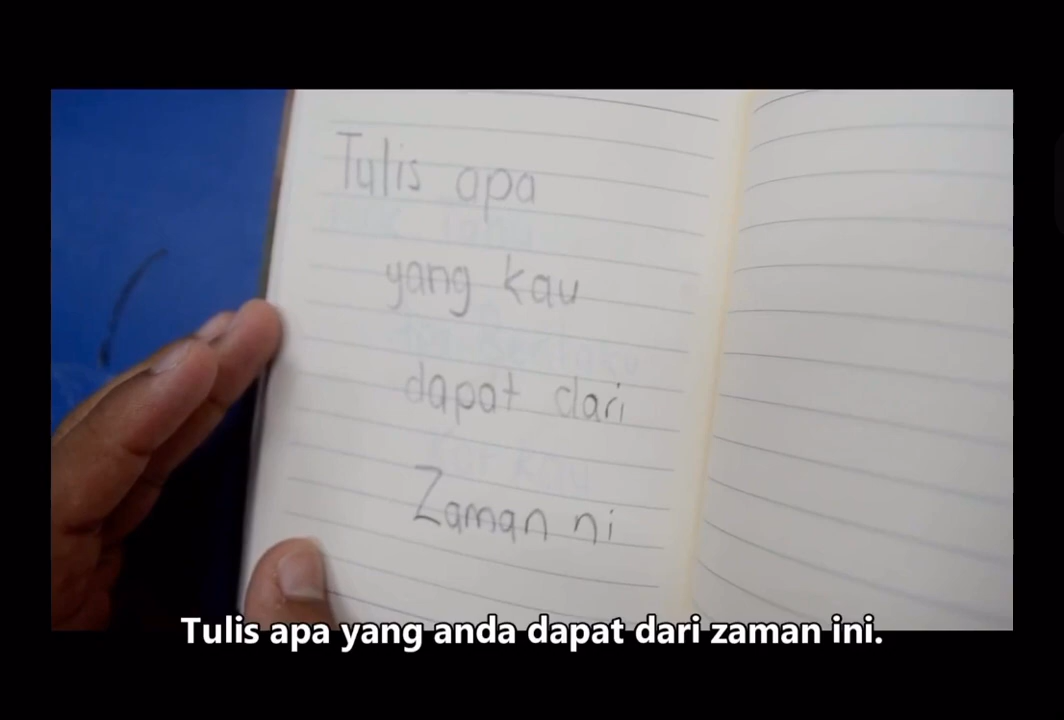 Tulis apa
yang kau
dapat dari
Zaman ni
Tulis apa yang anda dapat dari zaman ini.